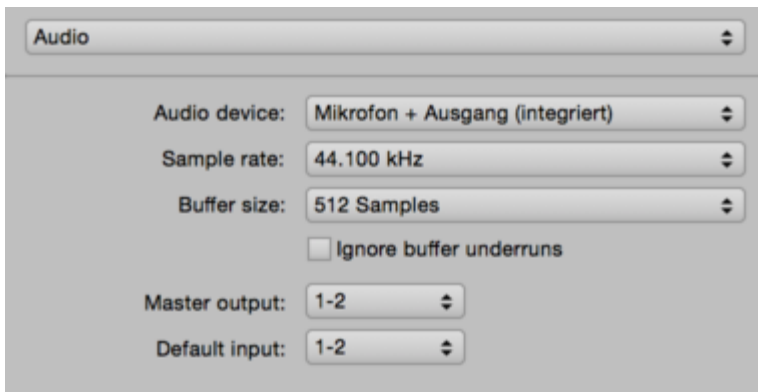 Audio
Audio device: Mikrofon + Ausgang (integriert)
Sample rate: 44.100 kHz
Buffer size: 512 Samples
Ignore buffer underruns
Master output: 1-2
Default input: 1-2